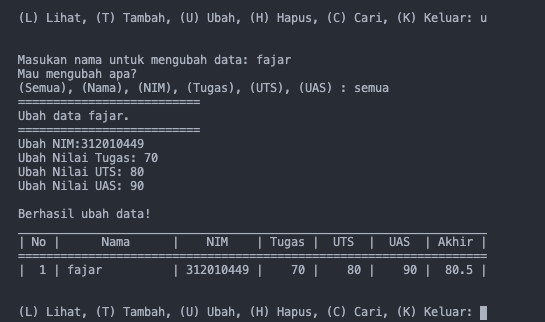 (L) Lihat, (T) Tambah, (U) Ubah, (H) Hapus, (C) Cari, (K) Keluar: u
Masukan nama untuk mengubah data: fajar
Mau mengubah apa?
(Semua), (Nama), (NIM), (Tugas), (UTS), (UAS) : semua
==========================
Ubah data fajar.
==========================
Ubah NIM:312010449
Ubah Nilai Tugas: 70
Ubah Nilai UTS: 80
Ubah Nilai UAS: 90
Berhasil ubah data!
| No | Nama | NIM | Tugas | UTS | UAS | Akhir |
===================================================================
| 1 | fajar | 312010449 | 70 | 80 | 90 | 80.5 |
(L) Lihat, (T) Tambah, (U) Ubah, (H) Hapus, (C) Cari, (K) Keluar: